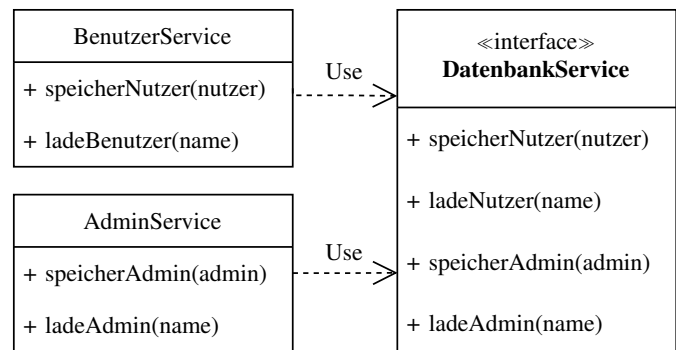 BenutzerService
+ speicherNutzer(nutzer)
+ ladeBenutzer(name)
Use
AdminService
+ speicherAdmin(admin)
+ ladeAdmin(name)
Use
≪interface≫
DatenbankService
+ speicherNutzer(nutzer)
+ ladeNutzer(name)
+ speicherAdmin(admin)
+ ladeAdmin(name)